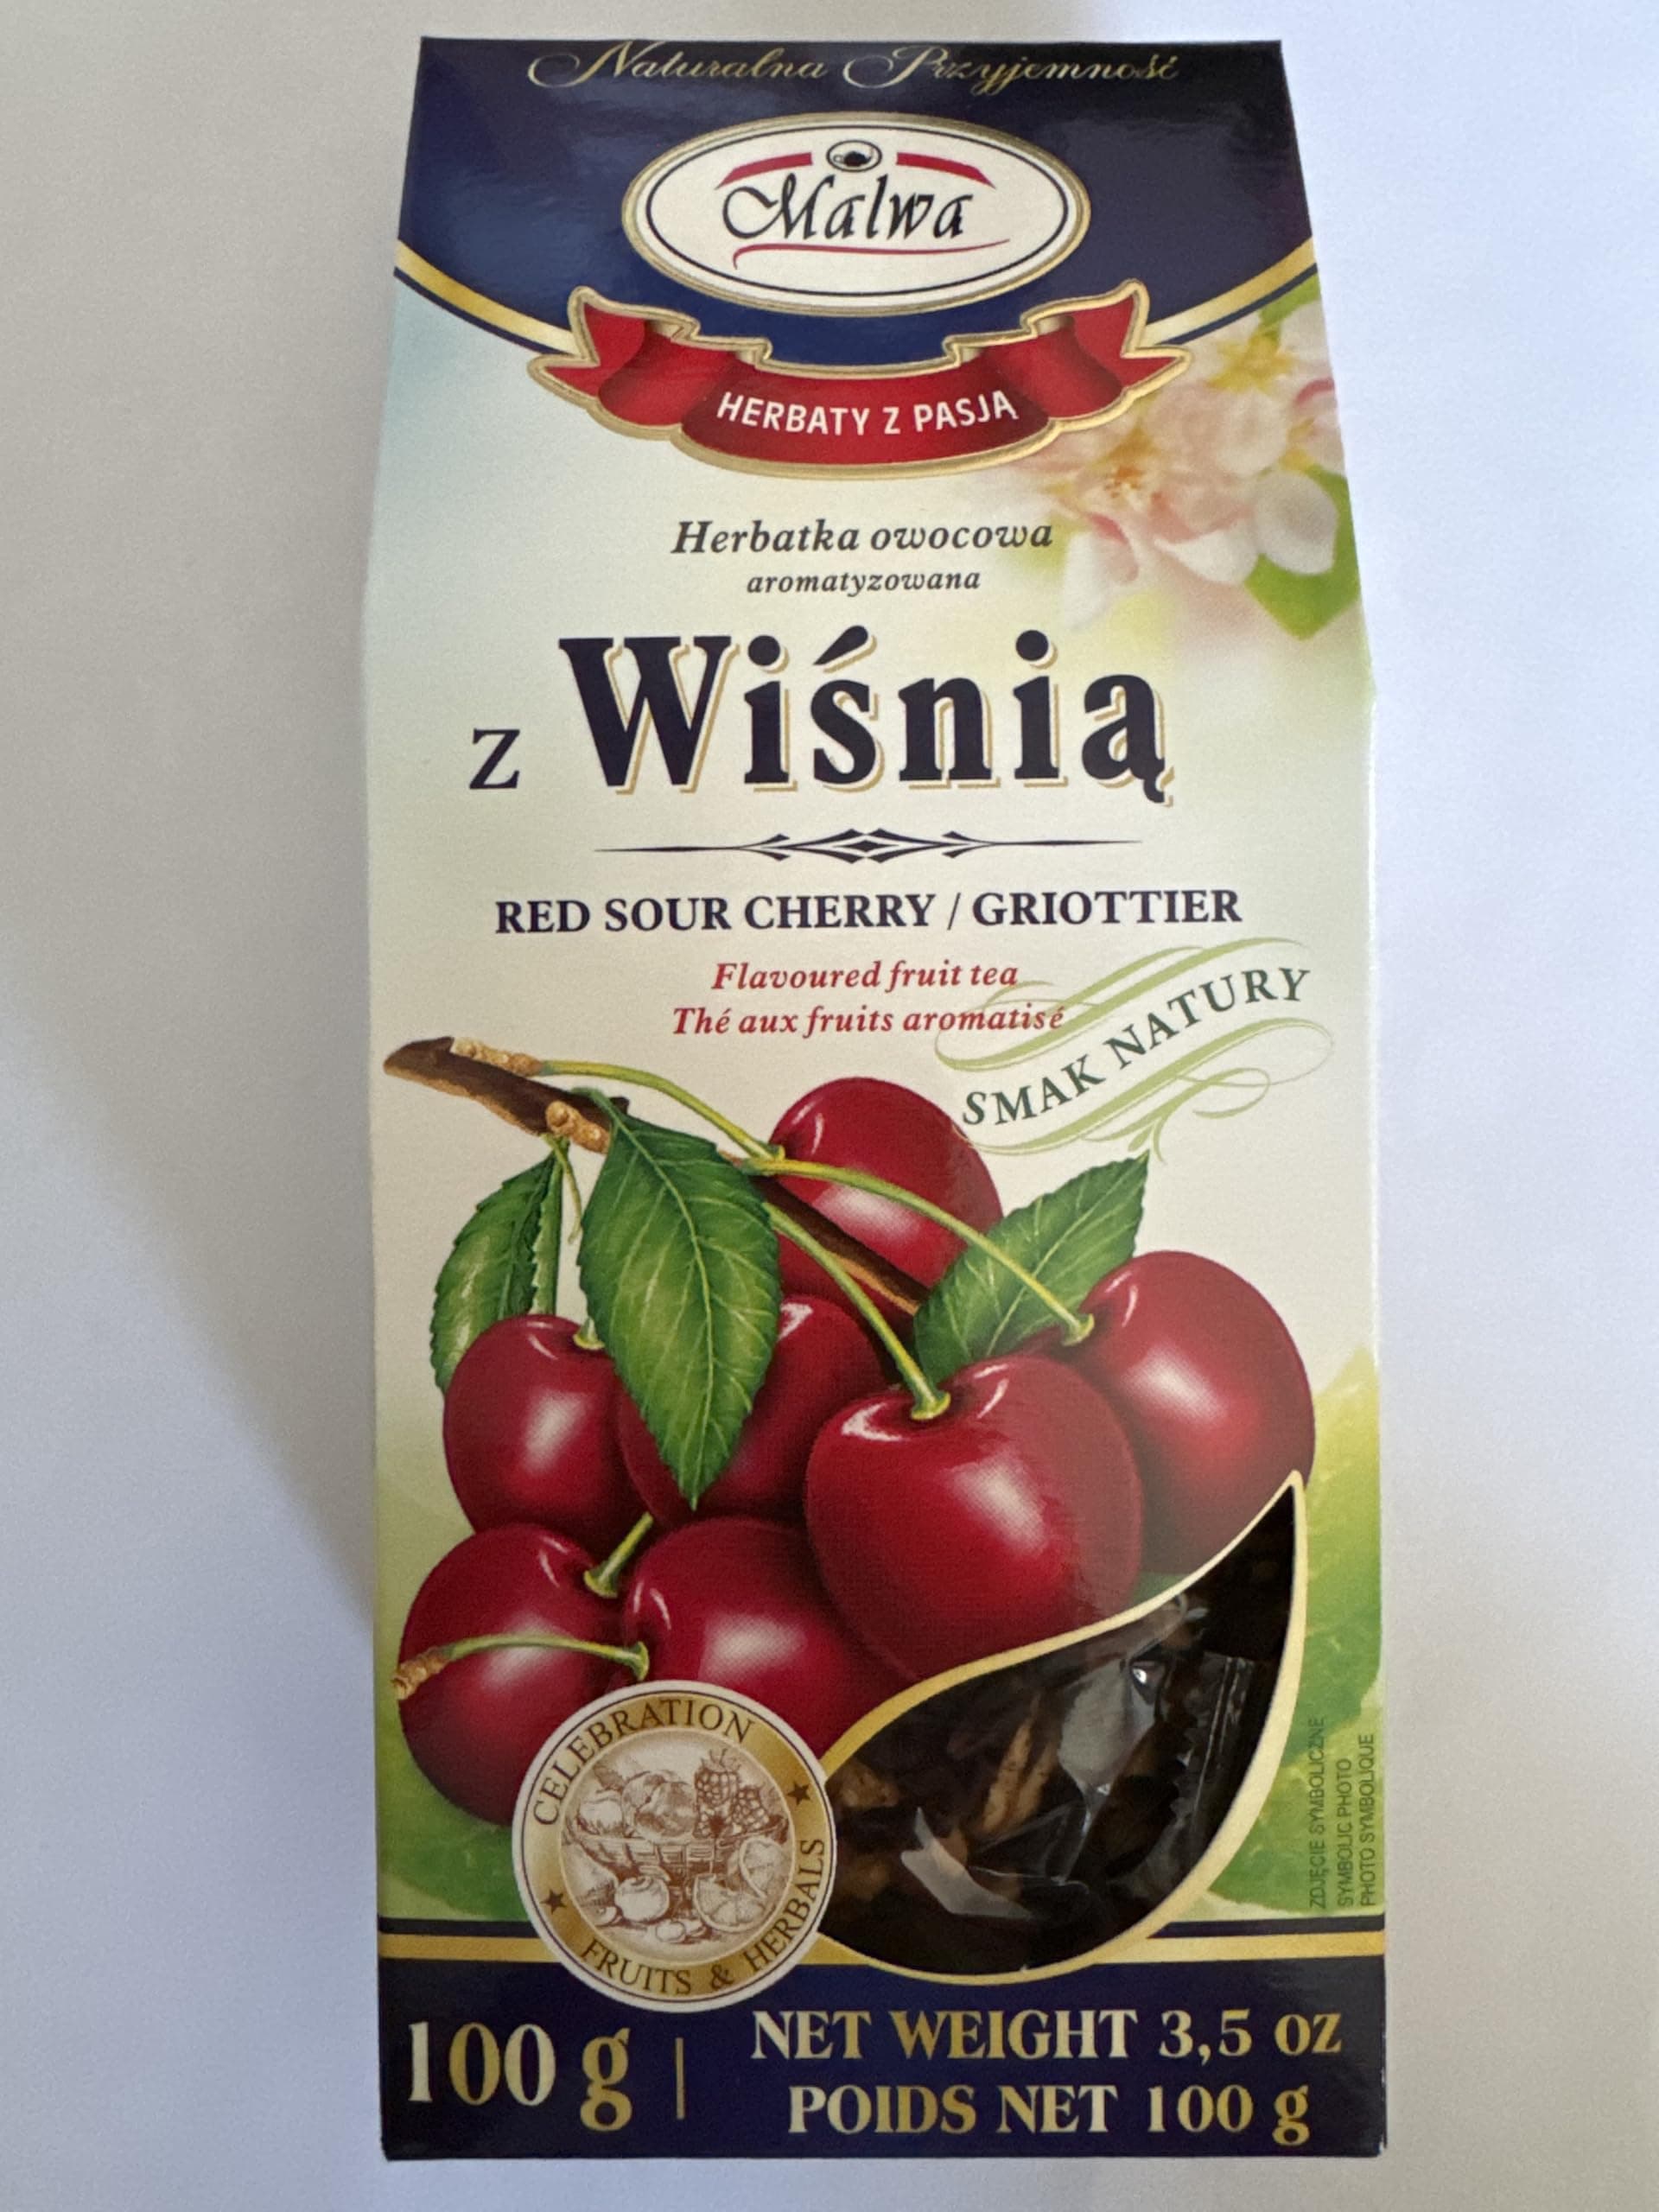 Naturalna Przyjemność
Malwa
HERBATY Z PASJĄ
Herbatka owocowa
aromatyzowana
z Wiśnią
RED SOUR CHERRY / GRIOTTIER
Flavoured fruit tea
Thé aux fruits aromatisé
SMAK NATURY
CELEBRATION
FRUITS & HERBALS
ZDJĘCIE SYMBOLICZNE
SYMBOLIC PHOTO
PHOTO SYMBOLIQUE
100 g | NET WEIGHT 3,5 oz
POIDS NET 100 g